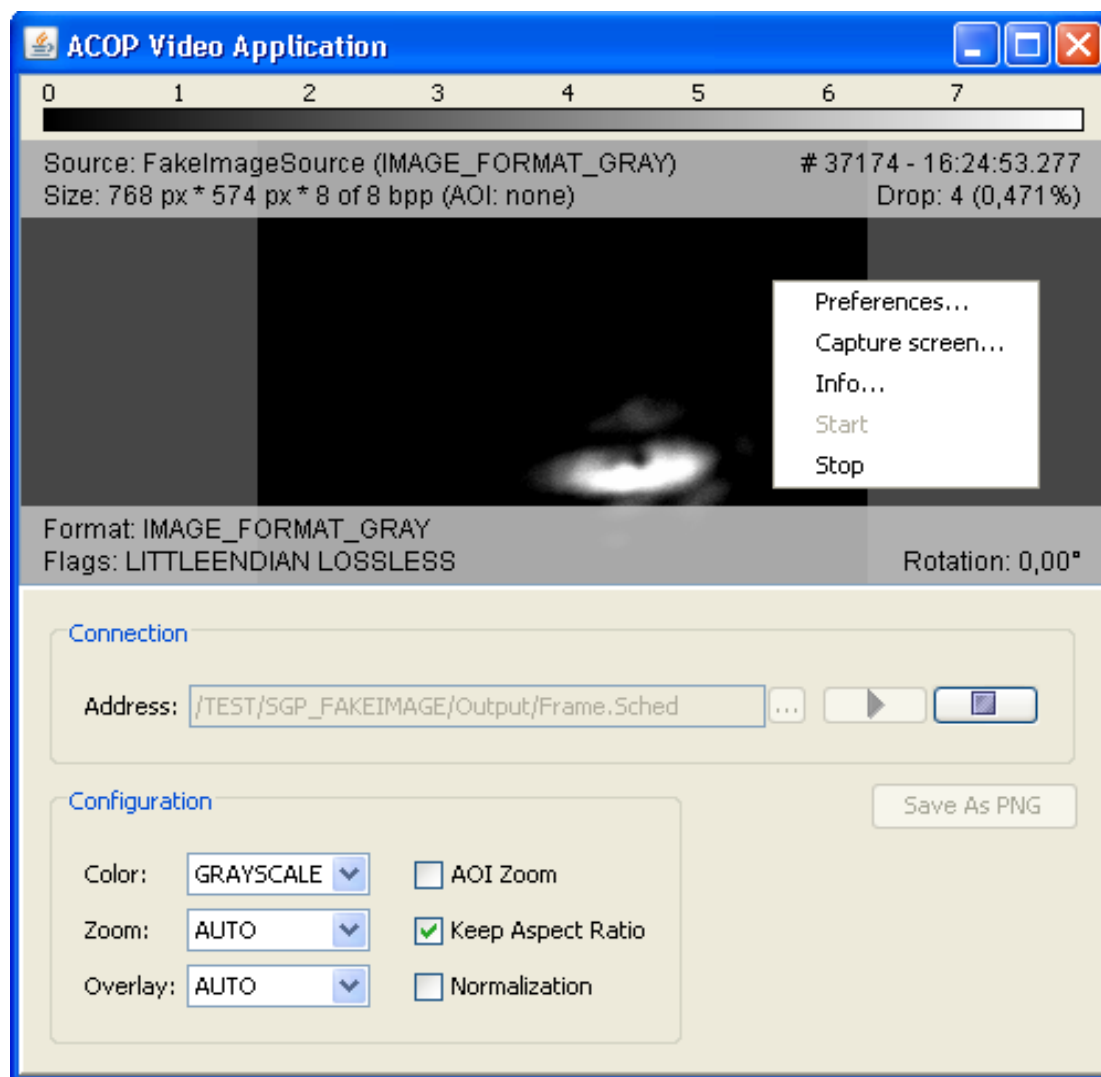 ACOP Video Application
0 1 2 3 4 5 6 7
Source: FakeImageSource (IMAGE_FORMAT_GRAY) # 37174 - 16:24:53.277
Size: 768 px * 574 px * 8 of 8 bpp (AOI: none) Drop: 4 (0,471%)
Preferences...
Capture screen...
Info...
Start
Stop
Format: IMAGE_FORMAT_GRAY
Flags: LITTLEENDIAN LOSSLESS Rotation: 0,00°
Connection
Address: /TEST/SGP_FAKEIMAGE/Output/Frame.Sched ...
Configuration Save As PNG
Color: GRAYSCALE AOI Zoom
Zoom: AUTO Keep Aspect Ratio
Overlay: AUTO Normalization